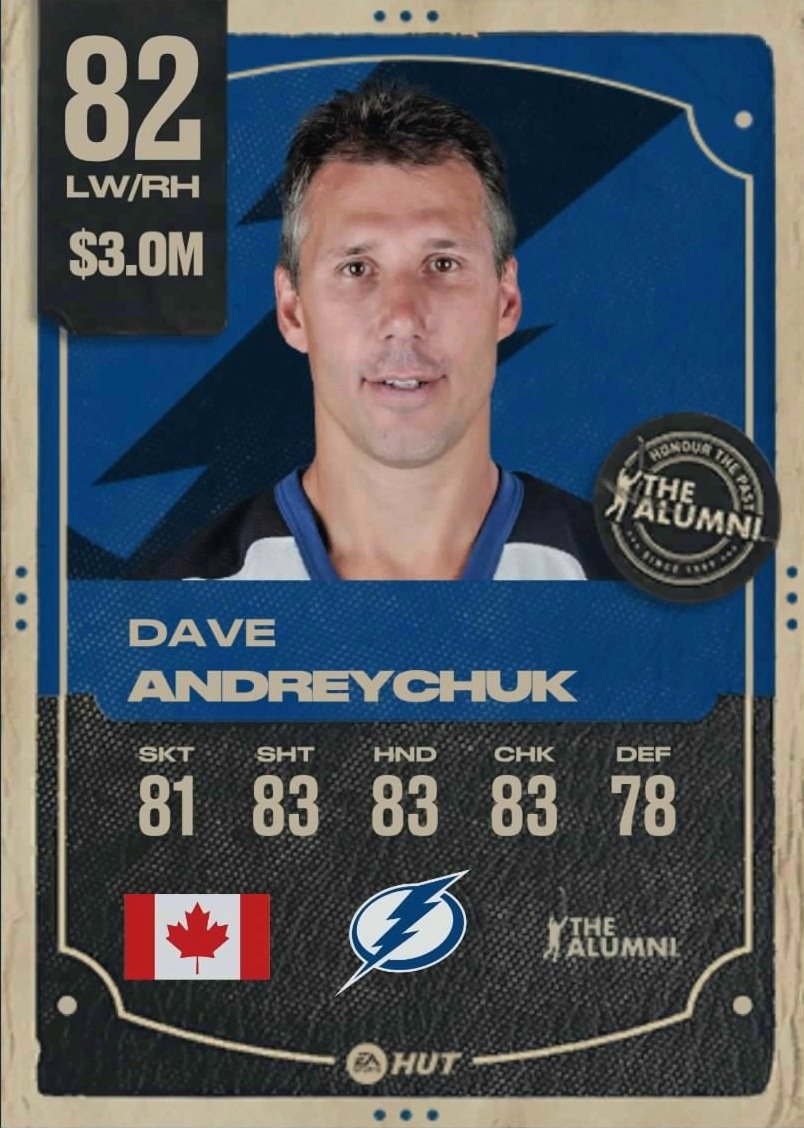 82
LW/RH
$3.0M
HONOUR THE PAST
THE
ALUMNI
DAVE
ANDREYCHUK
SKT SHT HND CHK DEF
81 83 83 83 78
THE
ALUMNI
EA
HUT